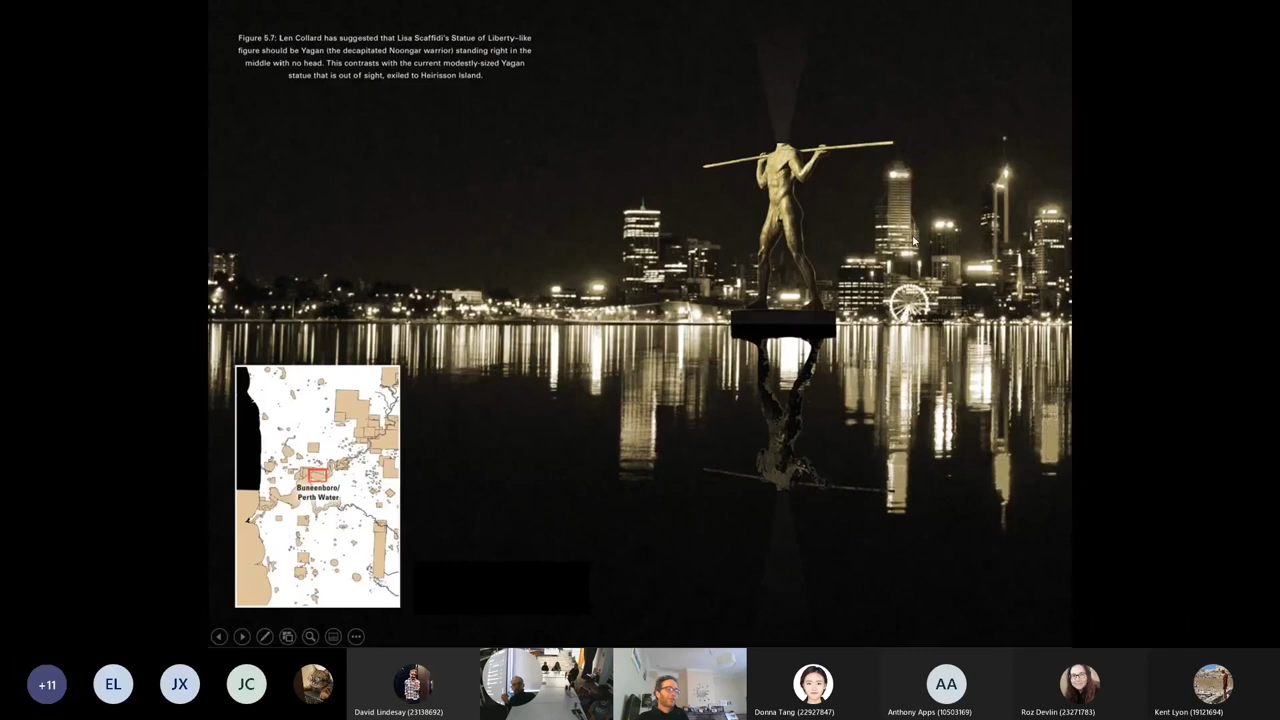 Figure 5.7: Len Collard has suggested that Lisa Scaffidi's Statue of Liberty–like
figure should be Yagan (the decapitated Noongar warrior) standing right in the
middle with no head. This contrasts with the current modestly-sized Yagan
statue that is out of sight, exiled to Heirisson Island.
Buneenboro/
Perth Water
+11
EL
JX
JC
David Lindesay (23138692)
Donna Tang (22927847)
AA
Anthony Apps (10503169)
Roz Devlin (23271783)
Kent Lyon (19121694)